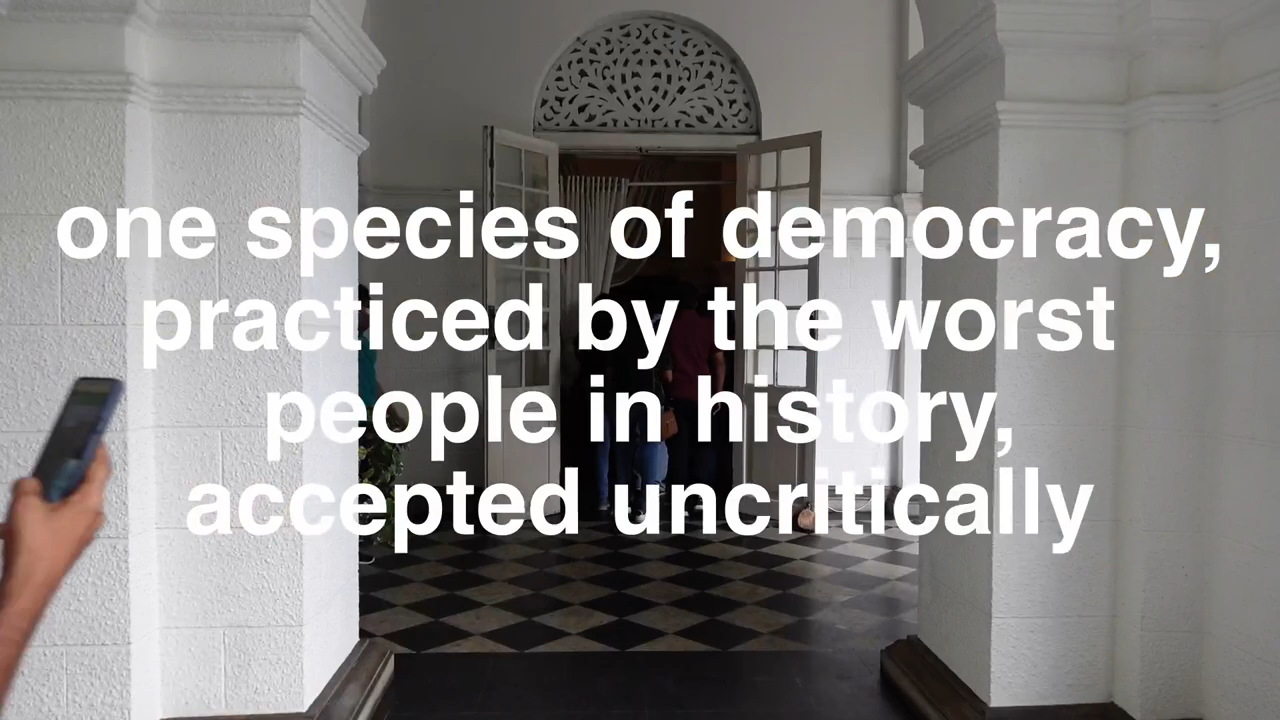 one species of democracy,
practiced by the worst
people in history,
accepted uncritically